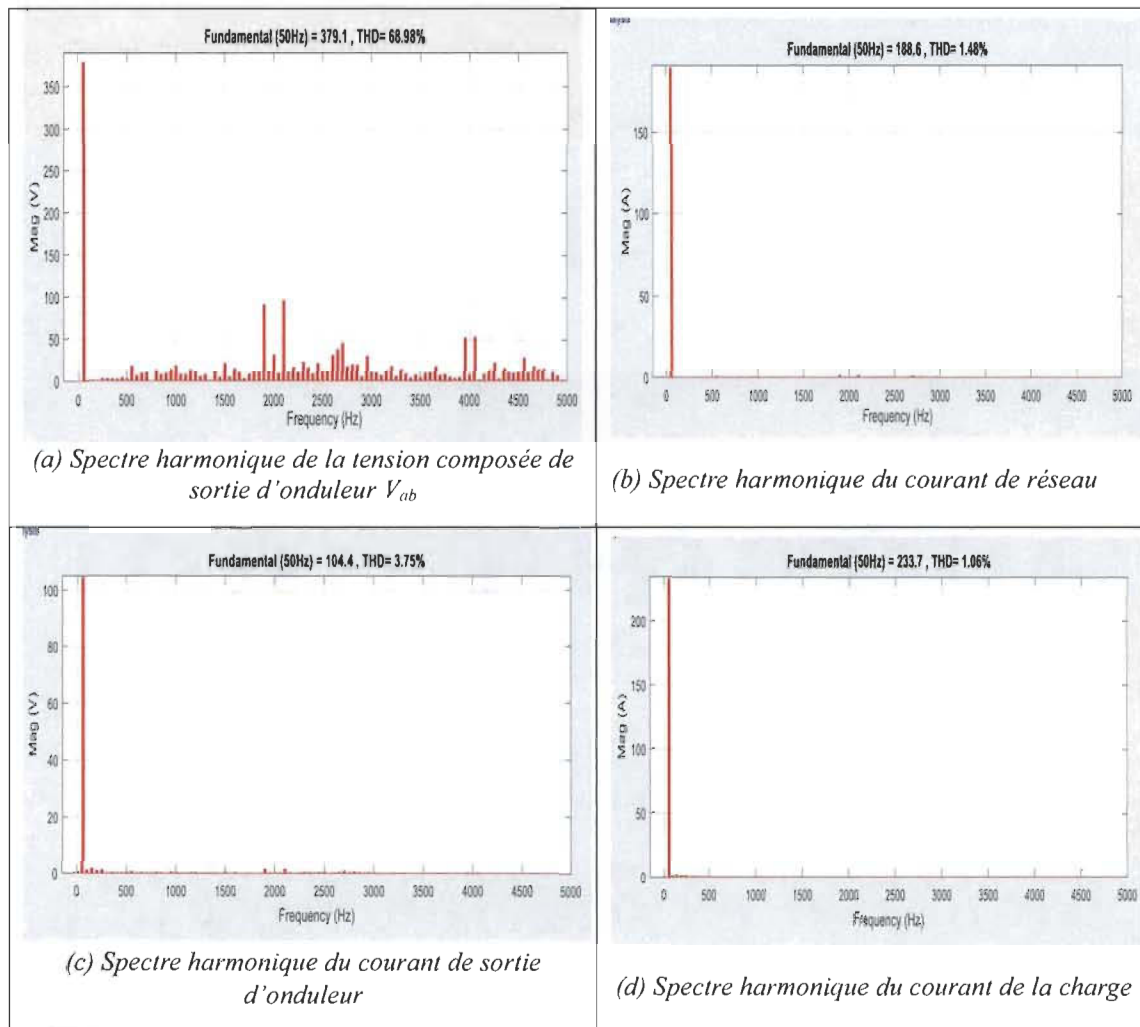 Fundamental (50Hz) = 379.1 , THD= 68.98%
350
300
250
200
150
100
50
0
Mag (V)
0 500 1000 1500 2000 2500 3000 3500 4000 4500 5000
Frequency (Hz)
(a) Spectre harmonique de la tension composée de
sortie d'onduleur Vab
Fundamental (50Hz) = 188.6 , THD= 1.48%
150
100
50
0
Mag (A)
0 500 1000 1500 2000 2500 3000 3500 4000 4500 5000
Frequency (Hz)
(b) Spectre harmonique du courant de réseau
Fundamental (50Hz) = 104.4 , THD= 3.75%
100
80
60
40
20
0
Mag (V)
0 500 1000 1500 2000 2500 3000 3500 4000 4500 5000
Frequency (Hz)
(c) Spectre harmonique du courant de sortie
d'onduleur
Fundamental (50Hz) = 233.7 , THD= 1.06%
200
150
100
50
0
Mag (A)
0 500 1000 1500 2000 2500 3000 3500 4000 4500 5000
Frequency (Hz)
(d) Spectre harmonique du courant de la charge